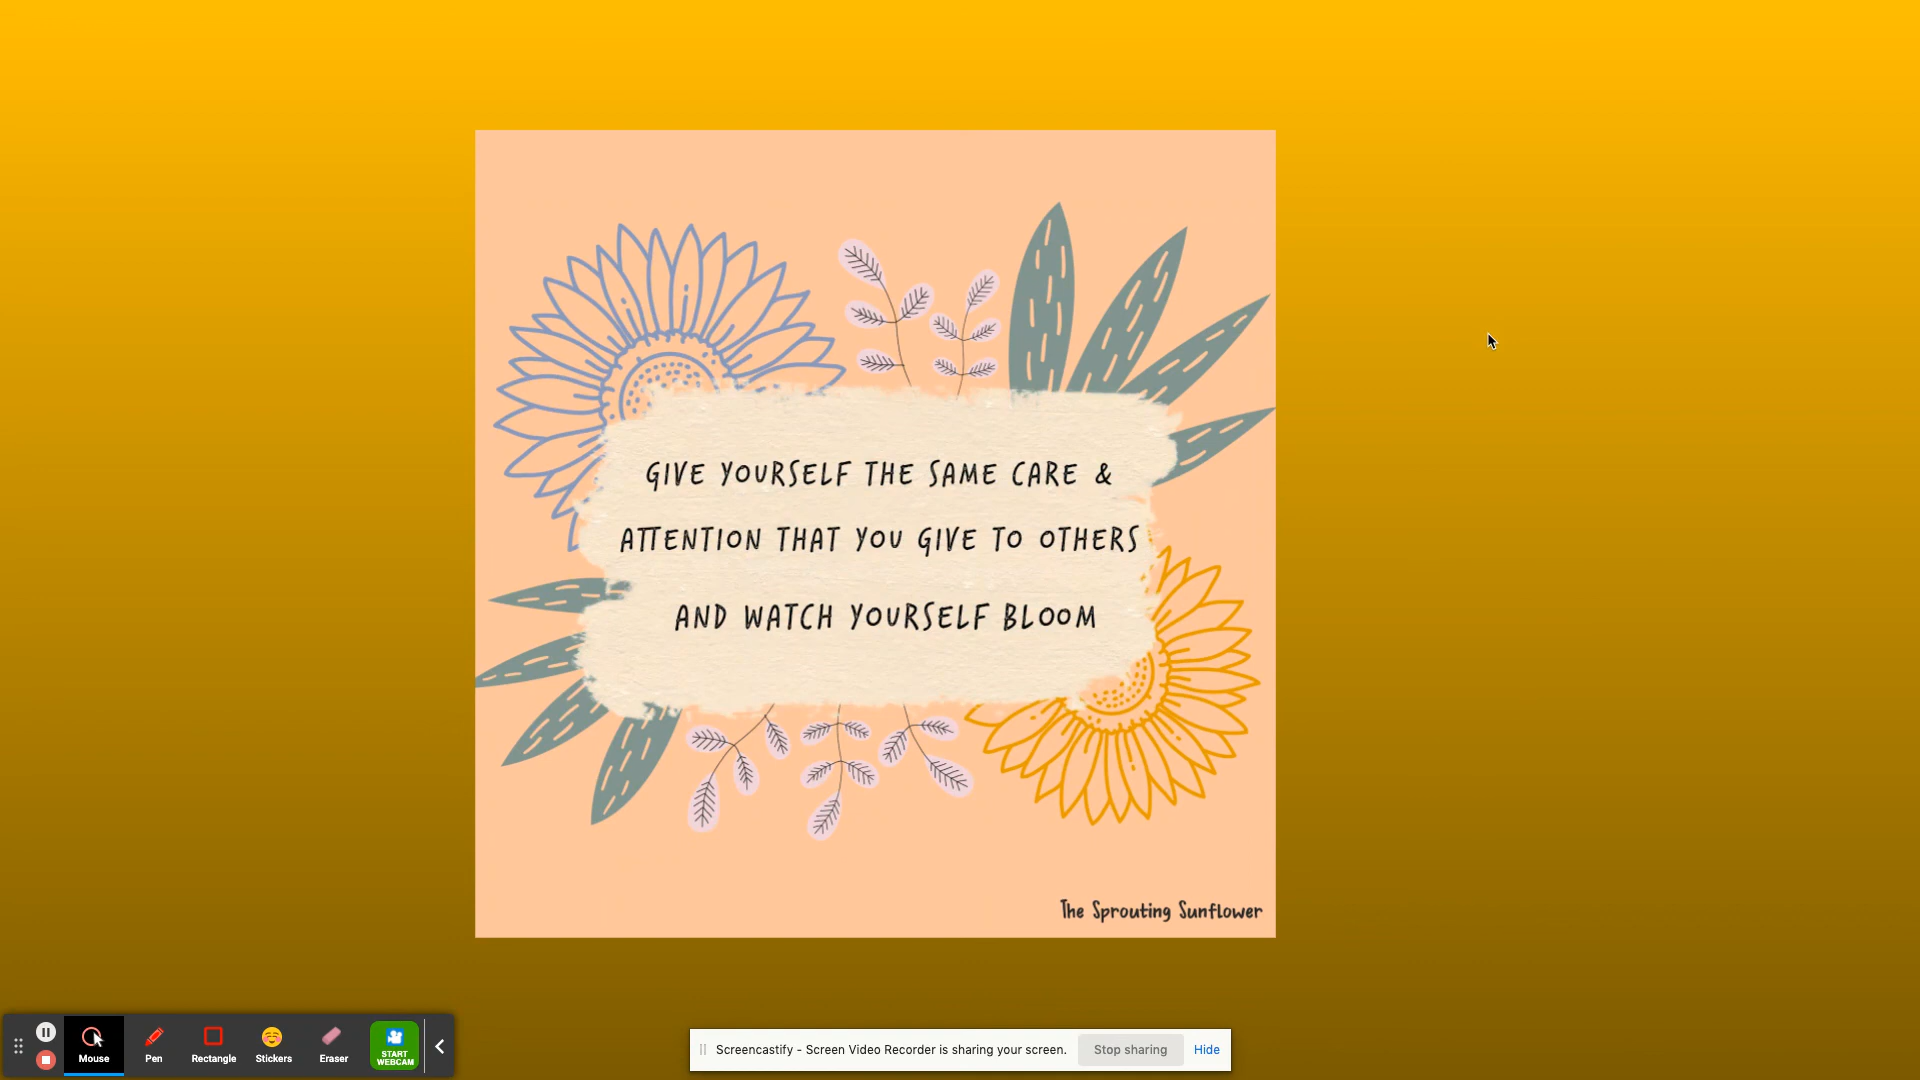 GIVE YOURSELF THE SAME CARE &
ATTENTION THAT YOU GIVE TO OTHERS
AND WATCH YOURSELF BLOOM
The Sprouting Sunflower
Mouse
Pen
Rectangle
Stickers
Eraser
START
WEBCAM
Screencastify - Screen Video Recorder is sharing your screen.
Stop sharing
Hide